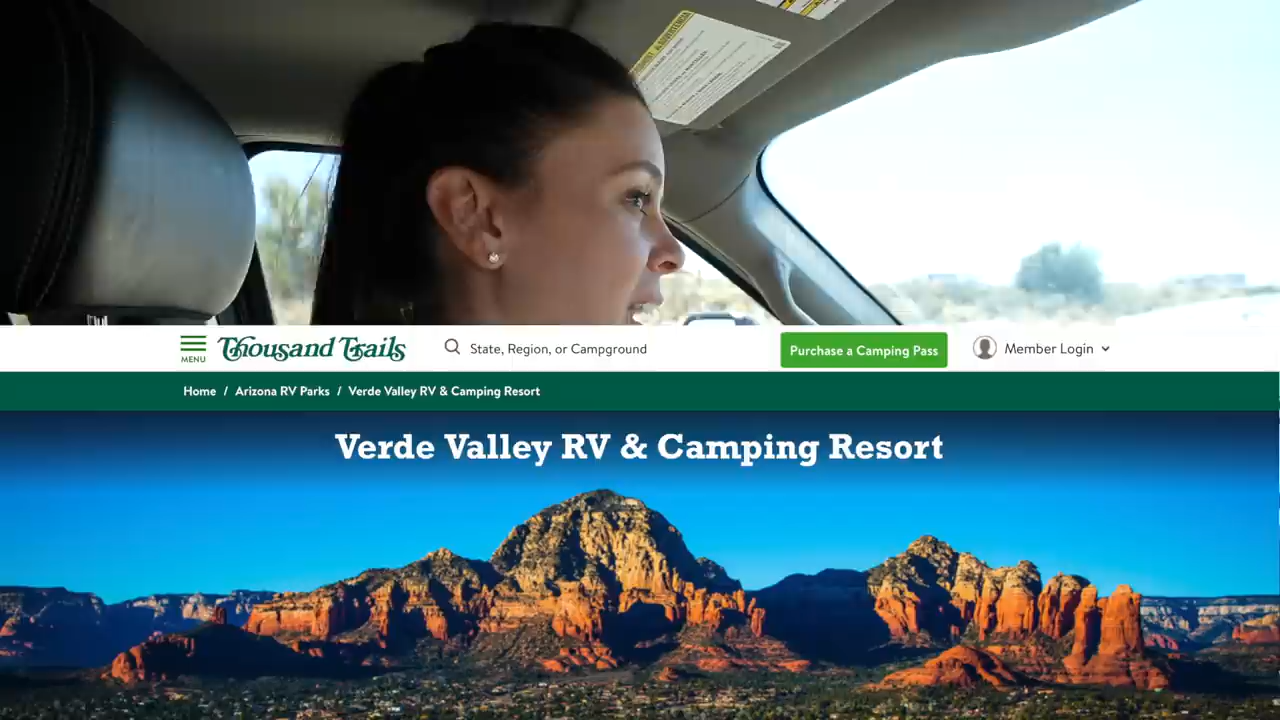 MENU
Thousand Trails
State, Region, or Campground
Purchase a Camping Pass
Member Login
Home / Arizona RV Parks / Verde Valley RV & Camping Resort
Verde Valley RV & Camping Resort